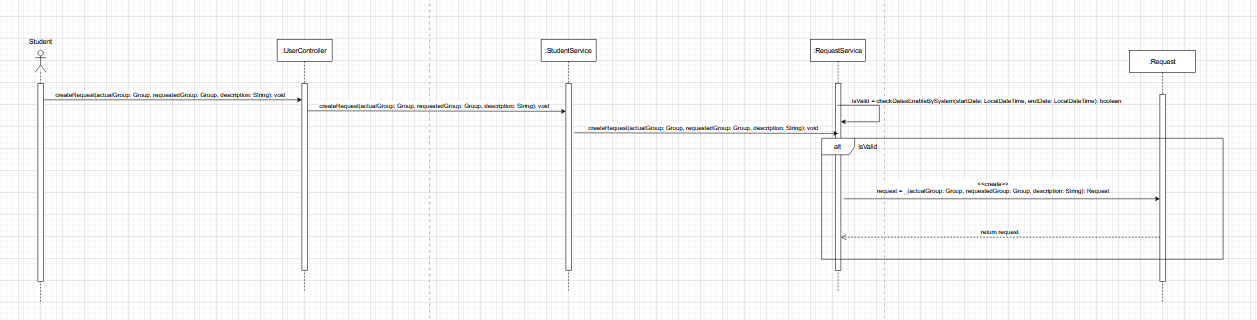 Student
:UserController
:StudentService
:RequestService
:Request
createRequest(actualGroup: Group, requestedGroup: Group, description: String): void
createRequest(actualGroup: Group, requestedGroup: Group, description: String): void
isValid = checkDatesEnableBySystem(startDate: LocalDateTime, endDate: LocalDateTime): boolean
createRequest(actualGroup: Group, requestedGroup: Group, description: String): void
alt
isValid
<<create>>
request = _(actualGroup: Group, requestedGroup: Group, description: String): Request
return request